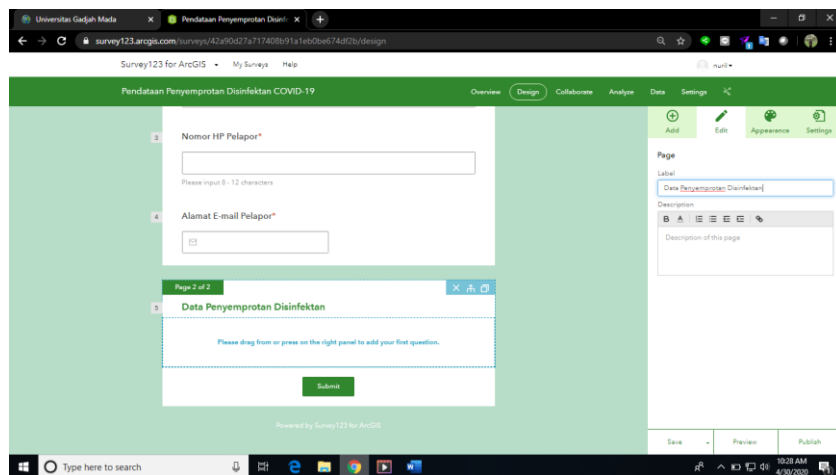 Universitas Gadjah Mada
Pendataan Penyemprotan Disinfe
survey123.arcgis.com/surveys/42a90d27a717408b91a1eb0be674df2b/design
Survey123 for ArcGIS My Surveys Help nuril
Pendataan Penyemprotan Disinfektan COVID-19 Overview Design Collaborate Analyze Data Settings
Add Edit Appearance Settings
3 Nomor HP Pelapor*
Please input 8 - 12 characters
4 Alamat E-mail Pelapor*
Page 2 of 2
5 Data Penyemprotan Disinfektan
Please drag from or press on the right panel to add your first question.
Submit
Powered by Survey123 for ArcGIS
Page
Label
Data Penyemprotan Disinfektan
Description
B A
Description of this page
Save Preview Publish
Type here to search
10:28 AM
4/30/2020